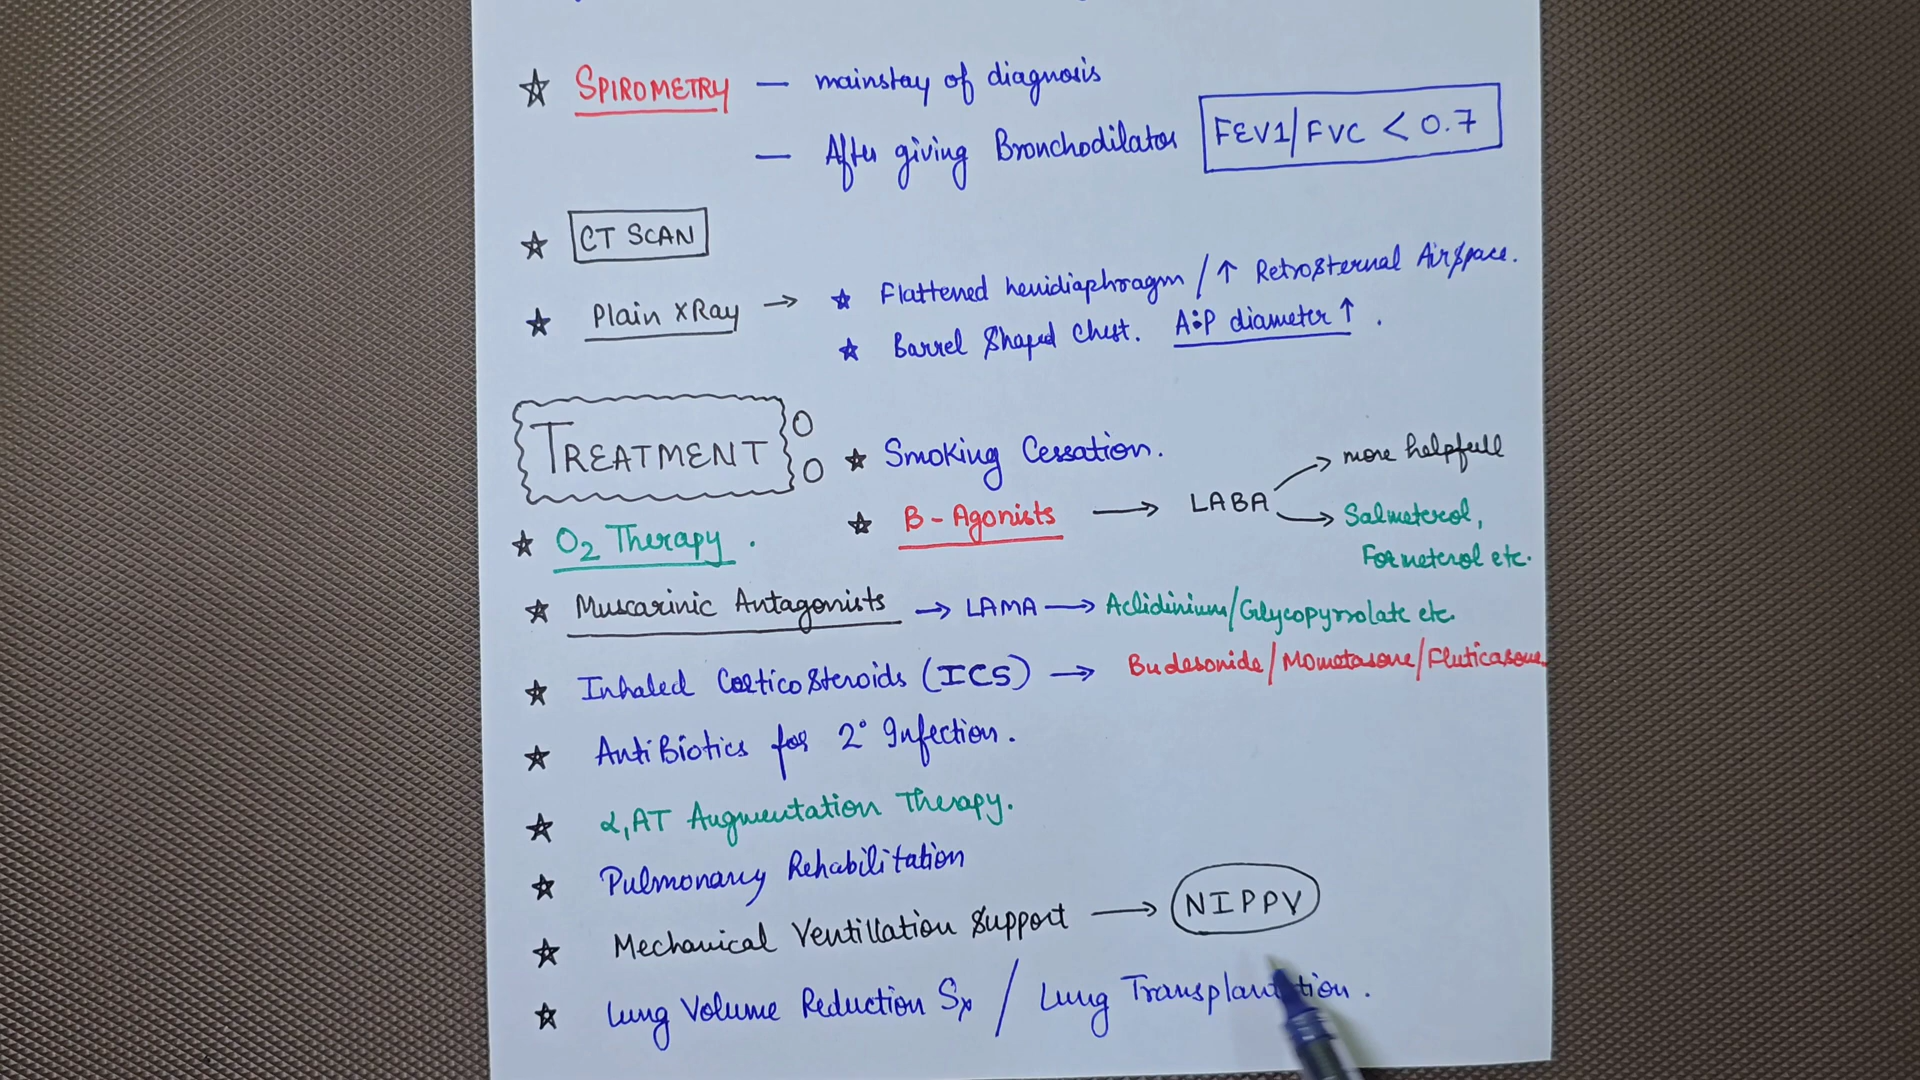 ☆ SPIROMETRY — mainstay of diagnosis
— After giving Bronchodilator FEV1/FVC < 0.7
☆ CT SCAN
☆ Plain XRay → ☆ Flattened hemidiaphragm / ↑ Retrosternal Airspace.
☆ Barrel Shaped Chest. A:P diameter ↑ .
TREATMENT
☆ Smoking Cessation.
☆ O2 Therapy .
☆ B-Agonists → LABA → more helpfull
→ Salmeterol,
Formeterol etc.
☆ Muscarinic Antagonists → LAMA → Aclidinium/Glycopyrrolate etc.
☆ Inhaled Corticosteroids (ICS) → Budesonide/Mometasone/Fluticasone
☆ AntiBiotics for 2° Infection.
☆ α1AT Augmentation Therapy.
☆ Pulmonary Rehabilitation
☆ Mechanical Ventillation Support → NIPPV
☆ Lung Volume Reduction Sx / Lung Transplantation.